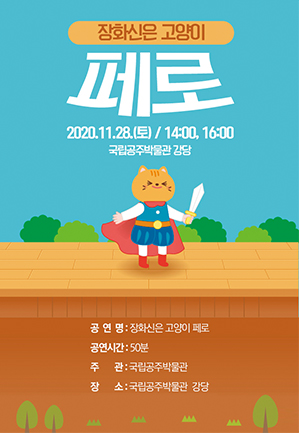 장화신은 고양이
페로
2020.11.28.(토) / 14:00, 16:00
국립공주박물관 강당
공 연 명 : 장화신은 고양이 페로
공연시간 : 50분
주 관 : 국립공주박물관
장 소 : 국립공주박물관 강당